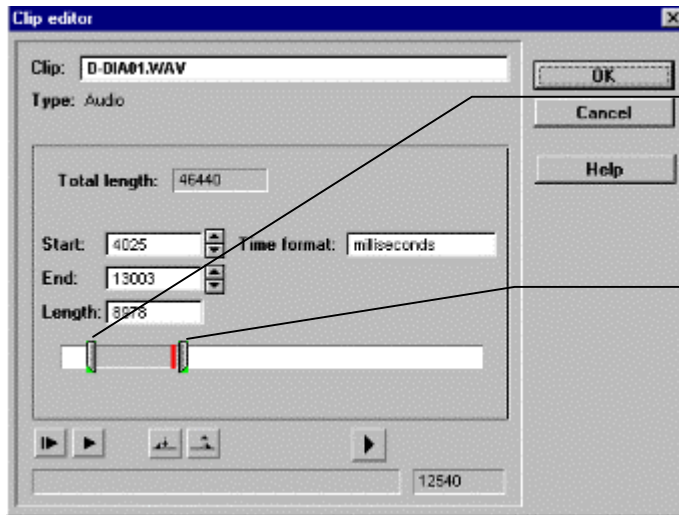 Clip editor
Clip: D-DIA01.WAV
OK
Type: Audio
Cancel
Total length: 46440
Help
Start: 4025 Time format: miliseconds
End: 13003
Length: 8978
12540